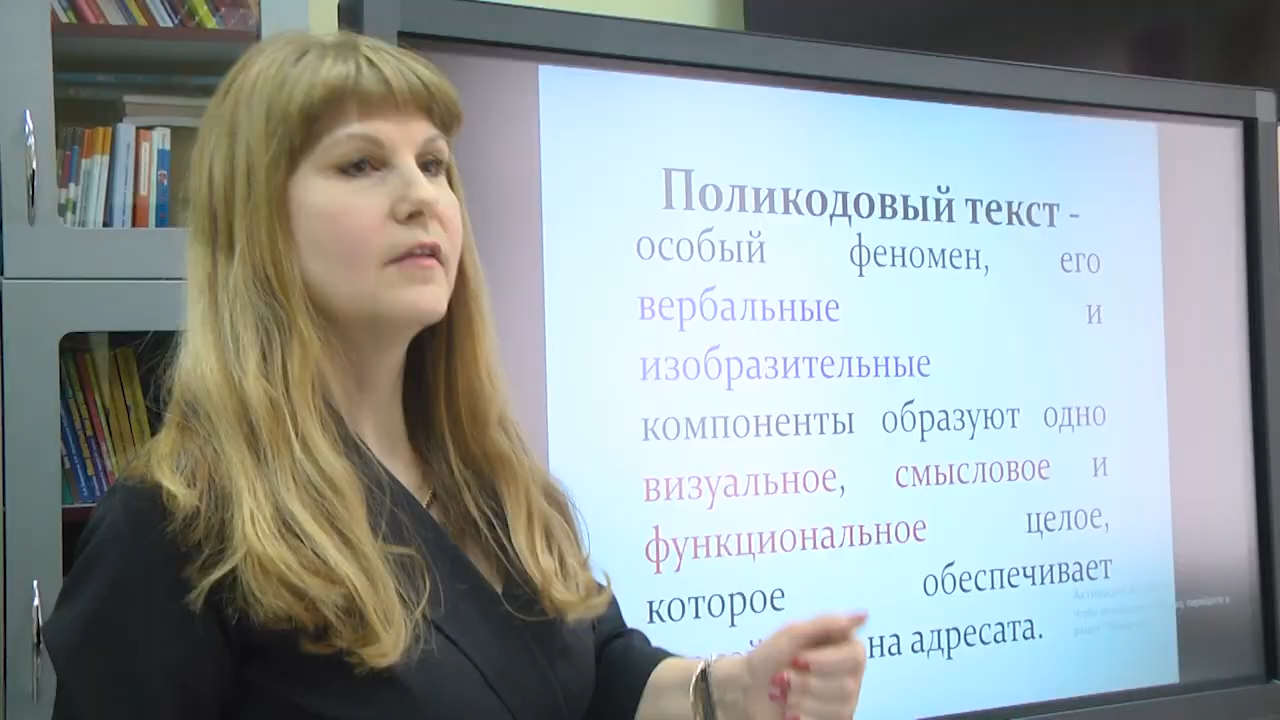 Поликодовый текст -
особый феномен, его
вербальные и
изобразительные
компоненты образуют одно
визуальное, смысловое и
функциональное целое,
которое обеспечивает
на адресата.